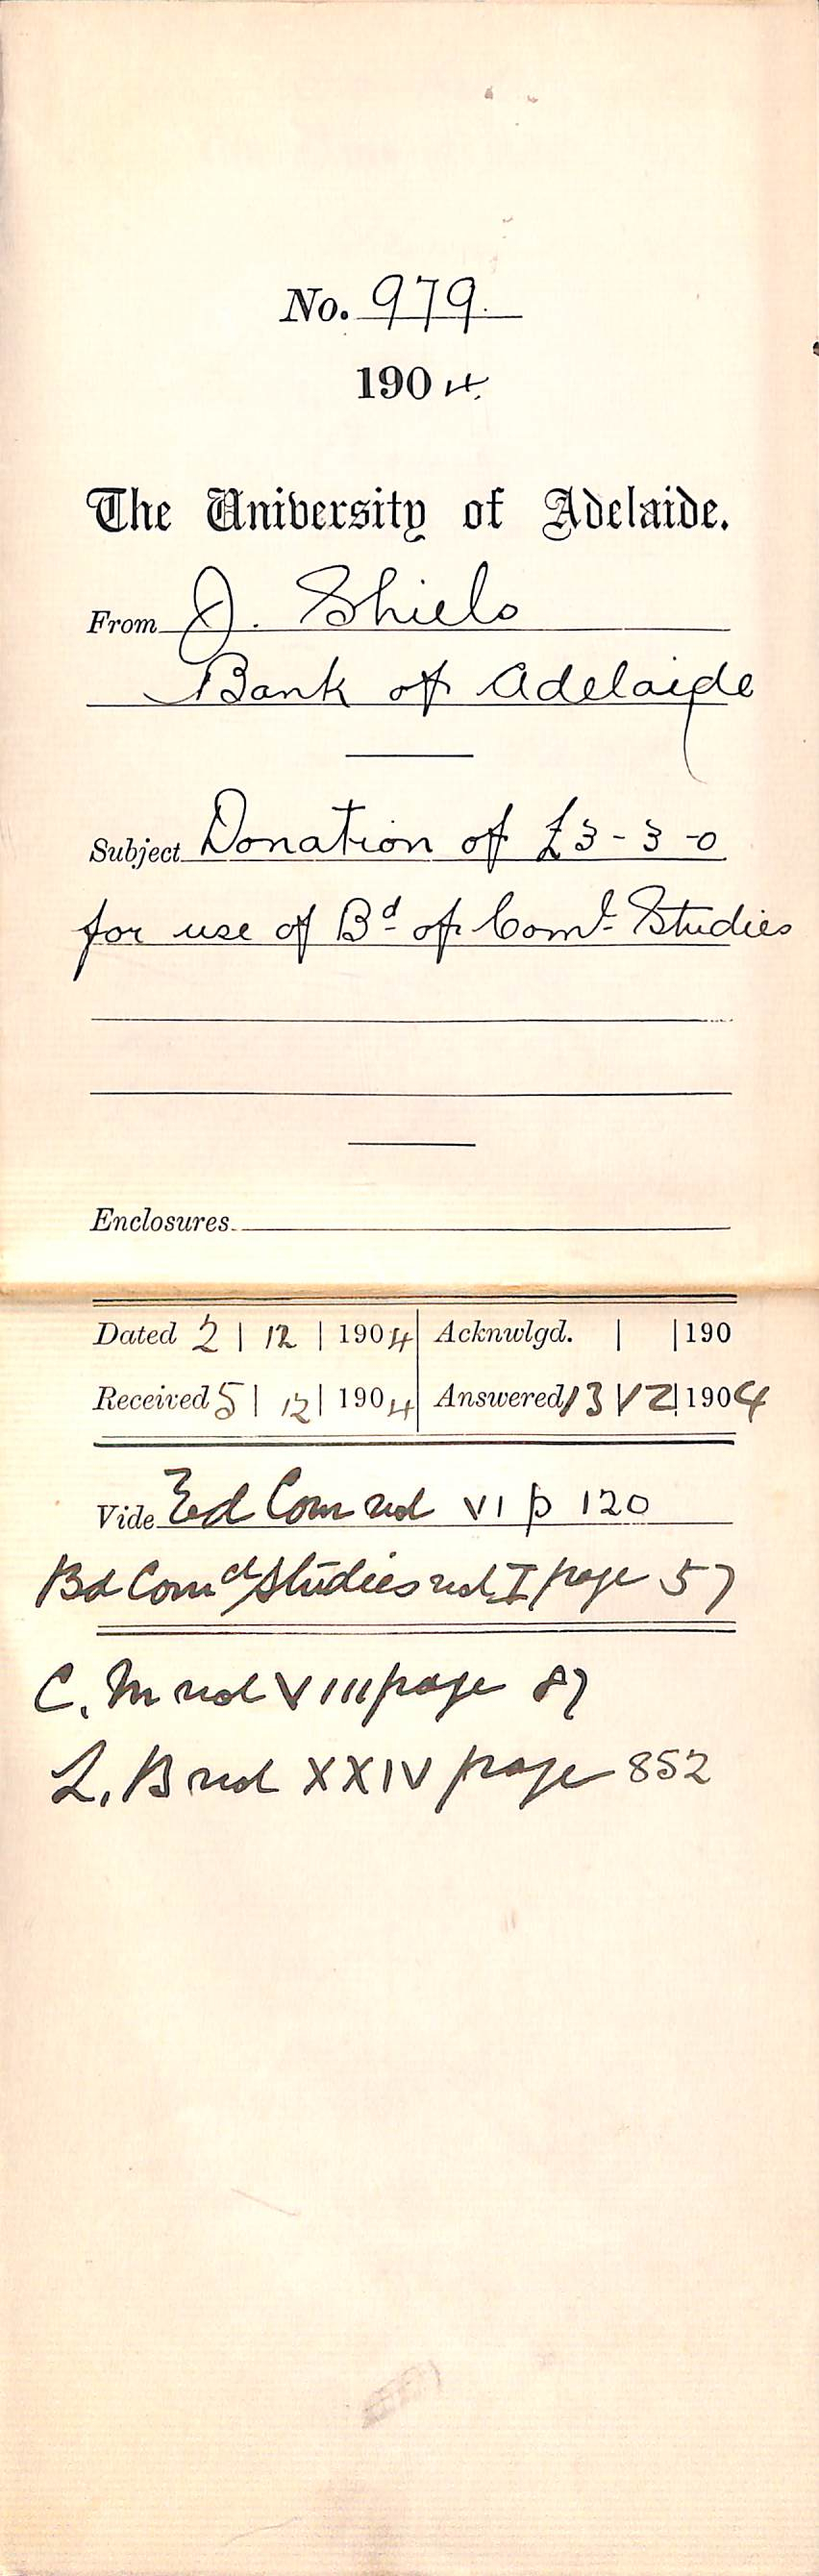 No. 979.
1904.
The University of Adelaide.
From J. Shiels
Bank of Adelaide
Subject Donation of £3-3-0
for use of Bd of Coml Studies
Enclosures
Dated 2 | 12 | 1904 Acknwlgd. | | 190
Received 5 | 12 | 1904 Answered 13 | 12 | 1904
Vide Ed Com vol VI p 120
Bd Comcl Studies vol I page 57
C. M vol VIII page 87
L. B vol XXIV page 852